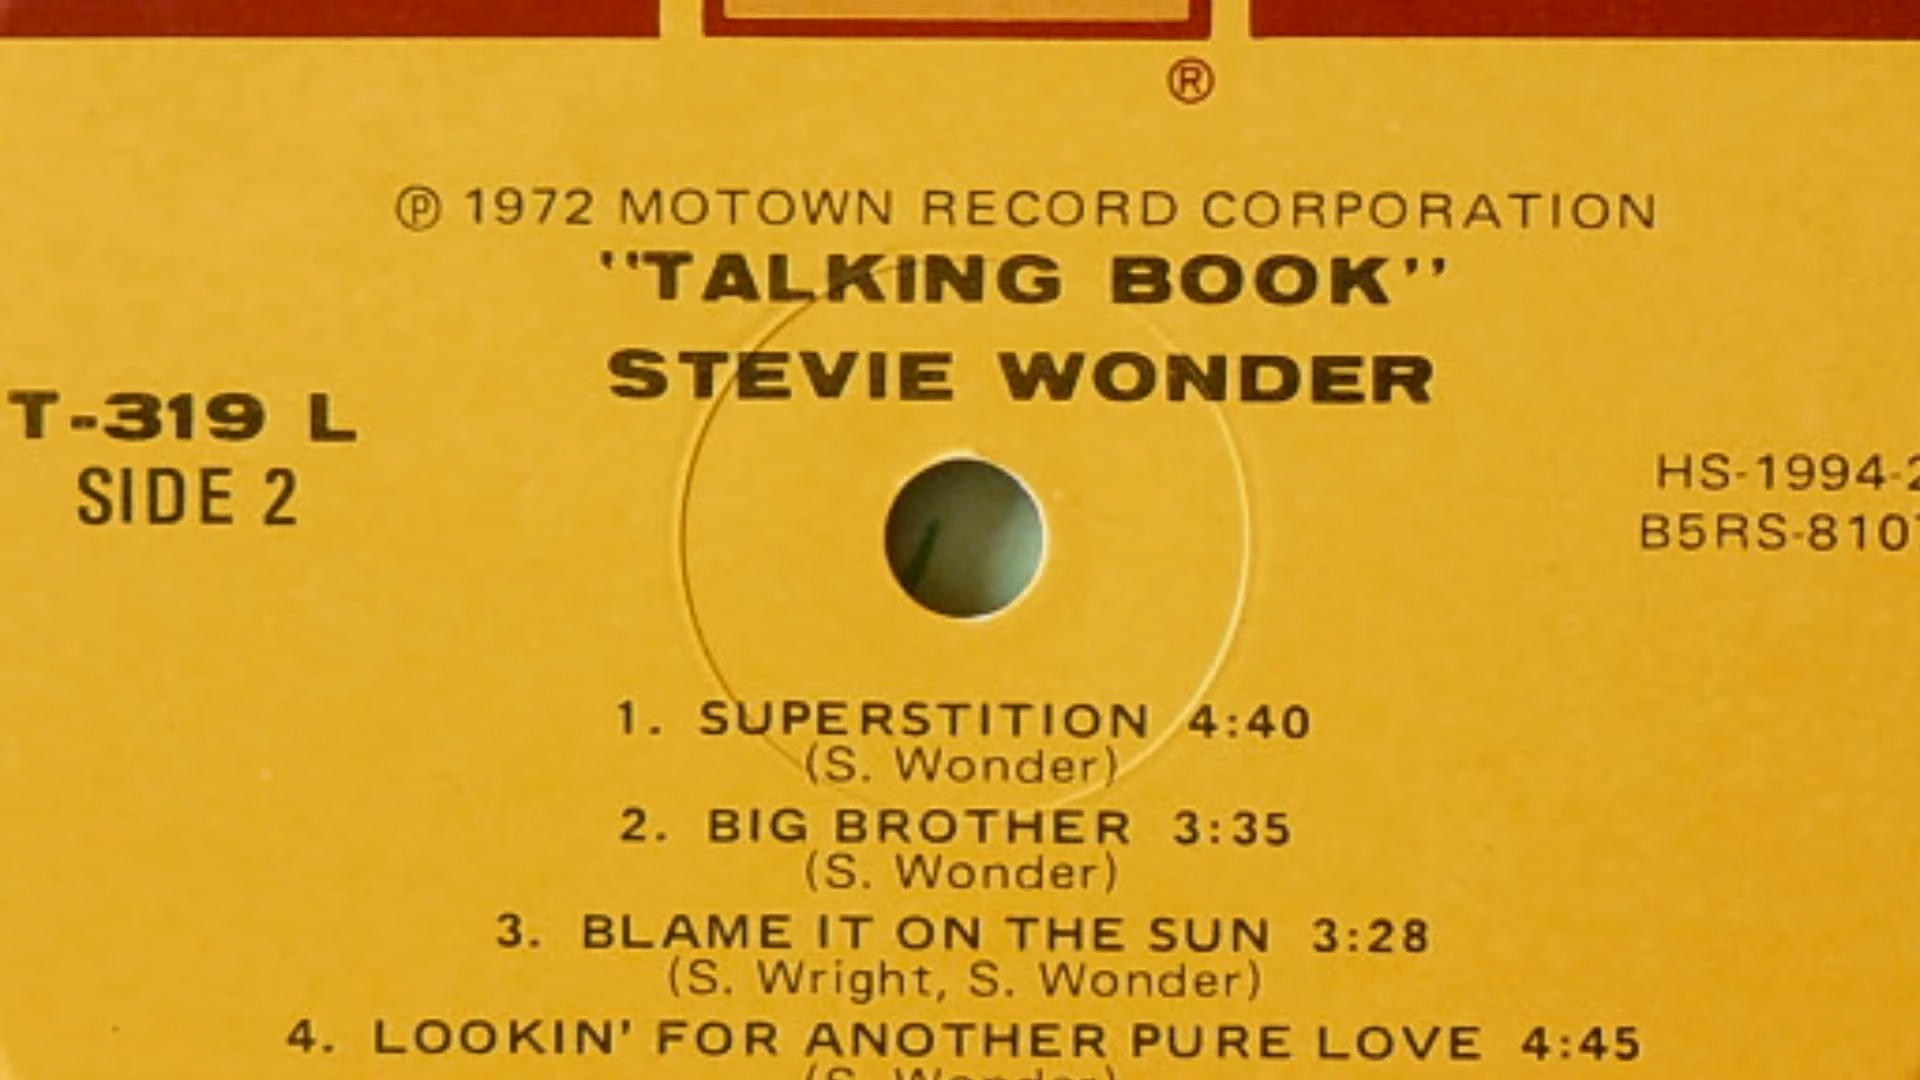 ®
℗ 1972 MOTOWN RECORD CORPORATION
"TALKING BOOK"
STEVIE WONDER
T-319 L
SIDE 2
HS-1994-2
B5RS-810
1. SUPERSTITION 4:40
(S. Wonder)
2. BIG BROTHER 3:35
(S. Wonder)
3. BLAME IT ON THE SUN 3:28
(S. Wright, S. Wonder)
4. LOOKIN' FOR ANOTHER PURE LOVE 4:45
(S. Wonder)